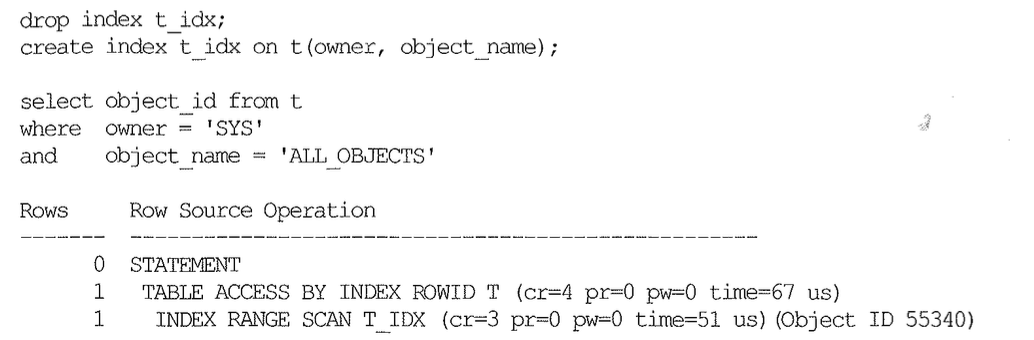 drop index t_idx;
create index t_idx on t(owner, object_name);
select object_id from t
where owner = 'SYS'
and object_name = 'ALL_OBJECTS'
Rows Row Source Operation
------- ---------------------------------------------------
0 STATEMENT
1 TABLE ACCESS BY INDEX ROWID T (cr=4 pr=0 pw=0 time=67 us)
1 INDEX RANGE SCAN T_IDX (cr=3 pr=0 pw=0 time=51 us)(Object ID 55340)